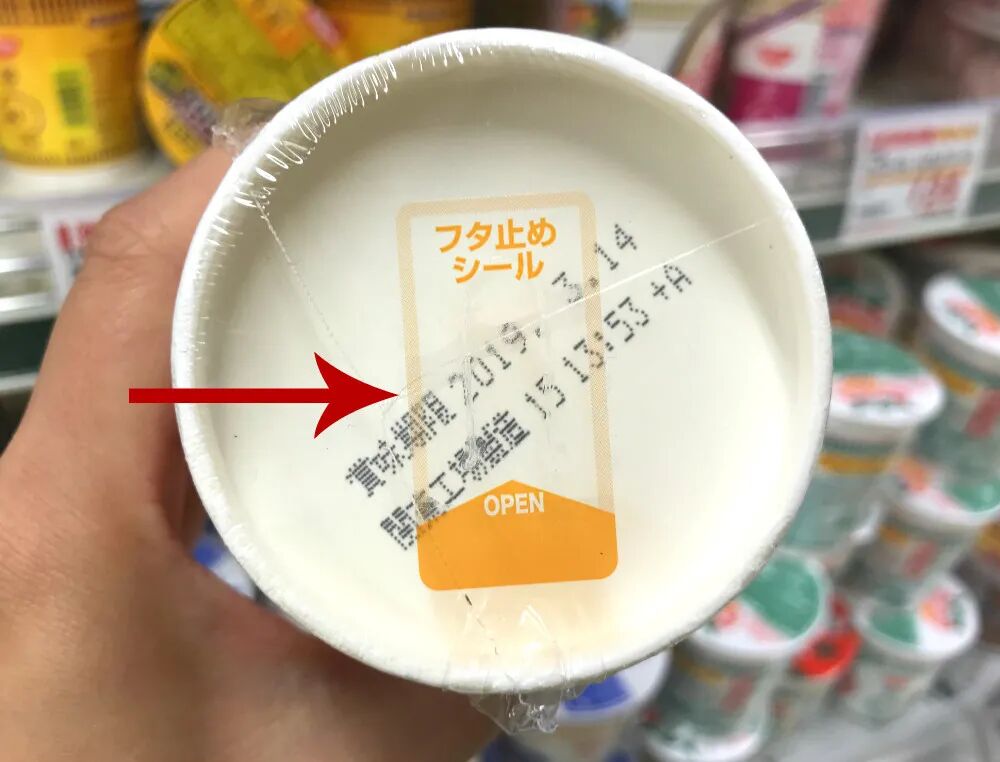 フタ止め
シール
賞味期限 2019. 3.14
関東工場製造 15 13:53 +A
OPEN